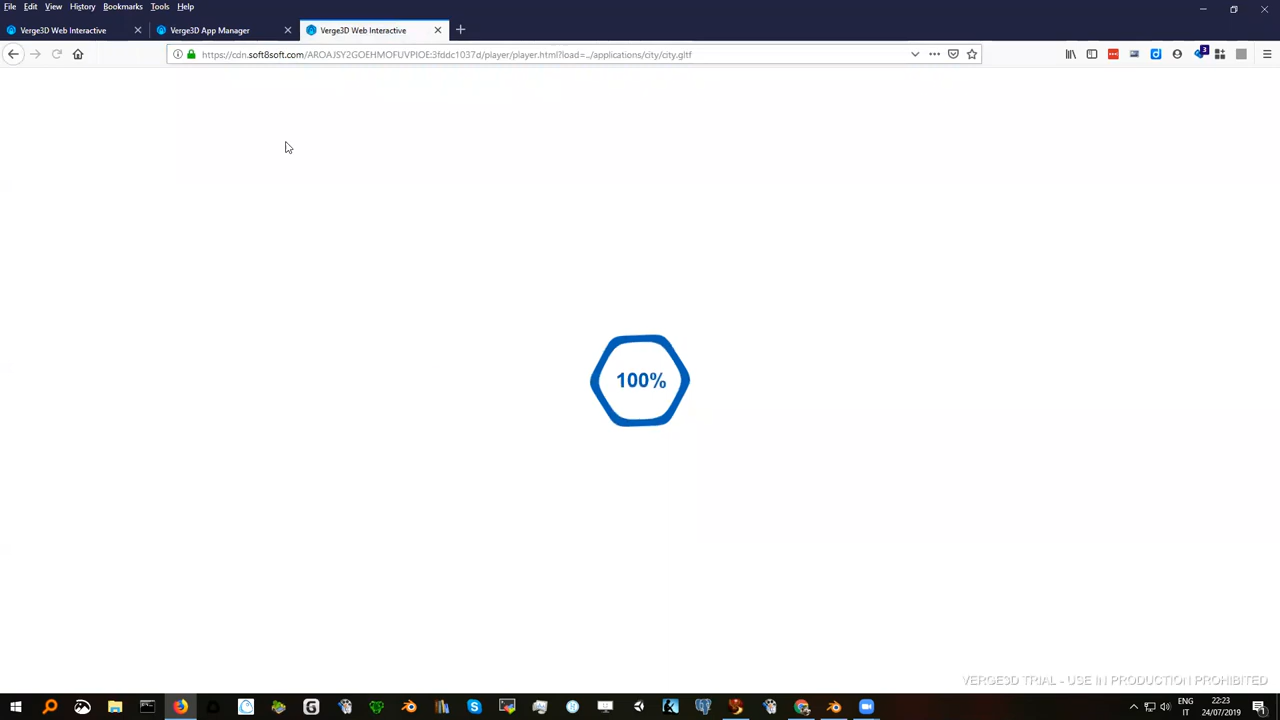 File Edit View History Bookmarks Tools Help
Verge3D Web Interactive Verge3D App Manager Verge3D Web Interactive
https://cdn.soft8soft.com/AROAJSY2GOEHMOFUVPIOE:3fddc1037d/player/player.html?load=../applications/city/city.gltf
3
100%
VERGE3D TRIAL - USE IN PRODUCTION PROHIBITED
ENG 22:23
IT 24/07/2019